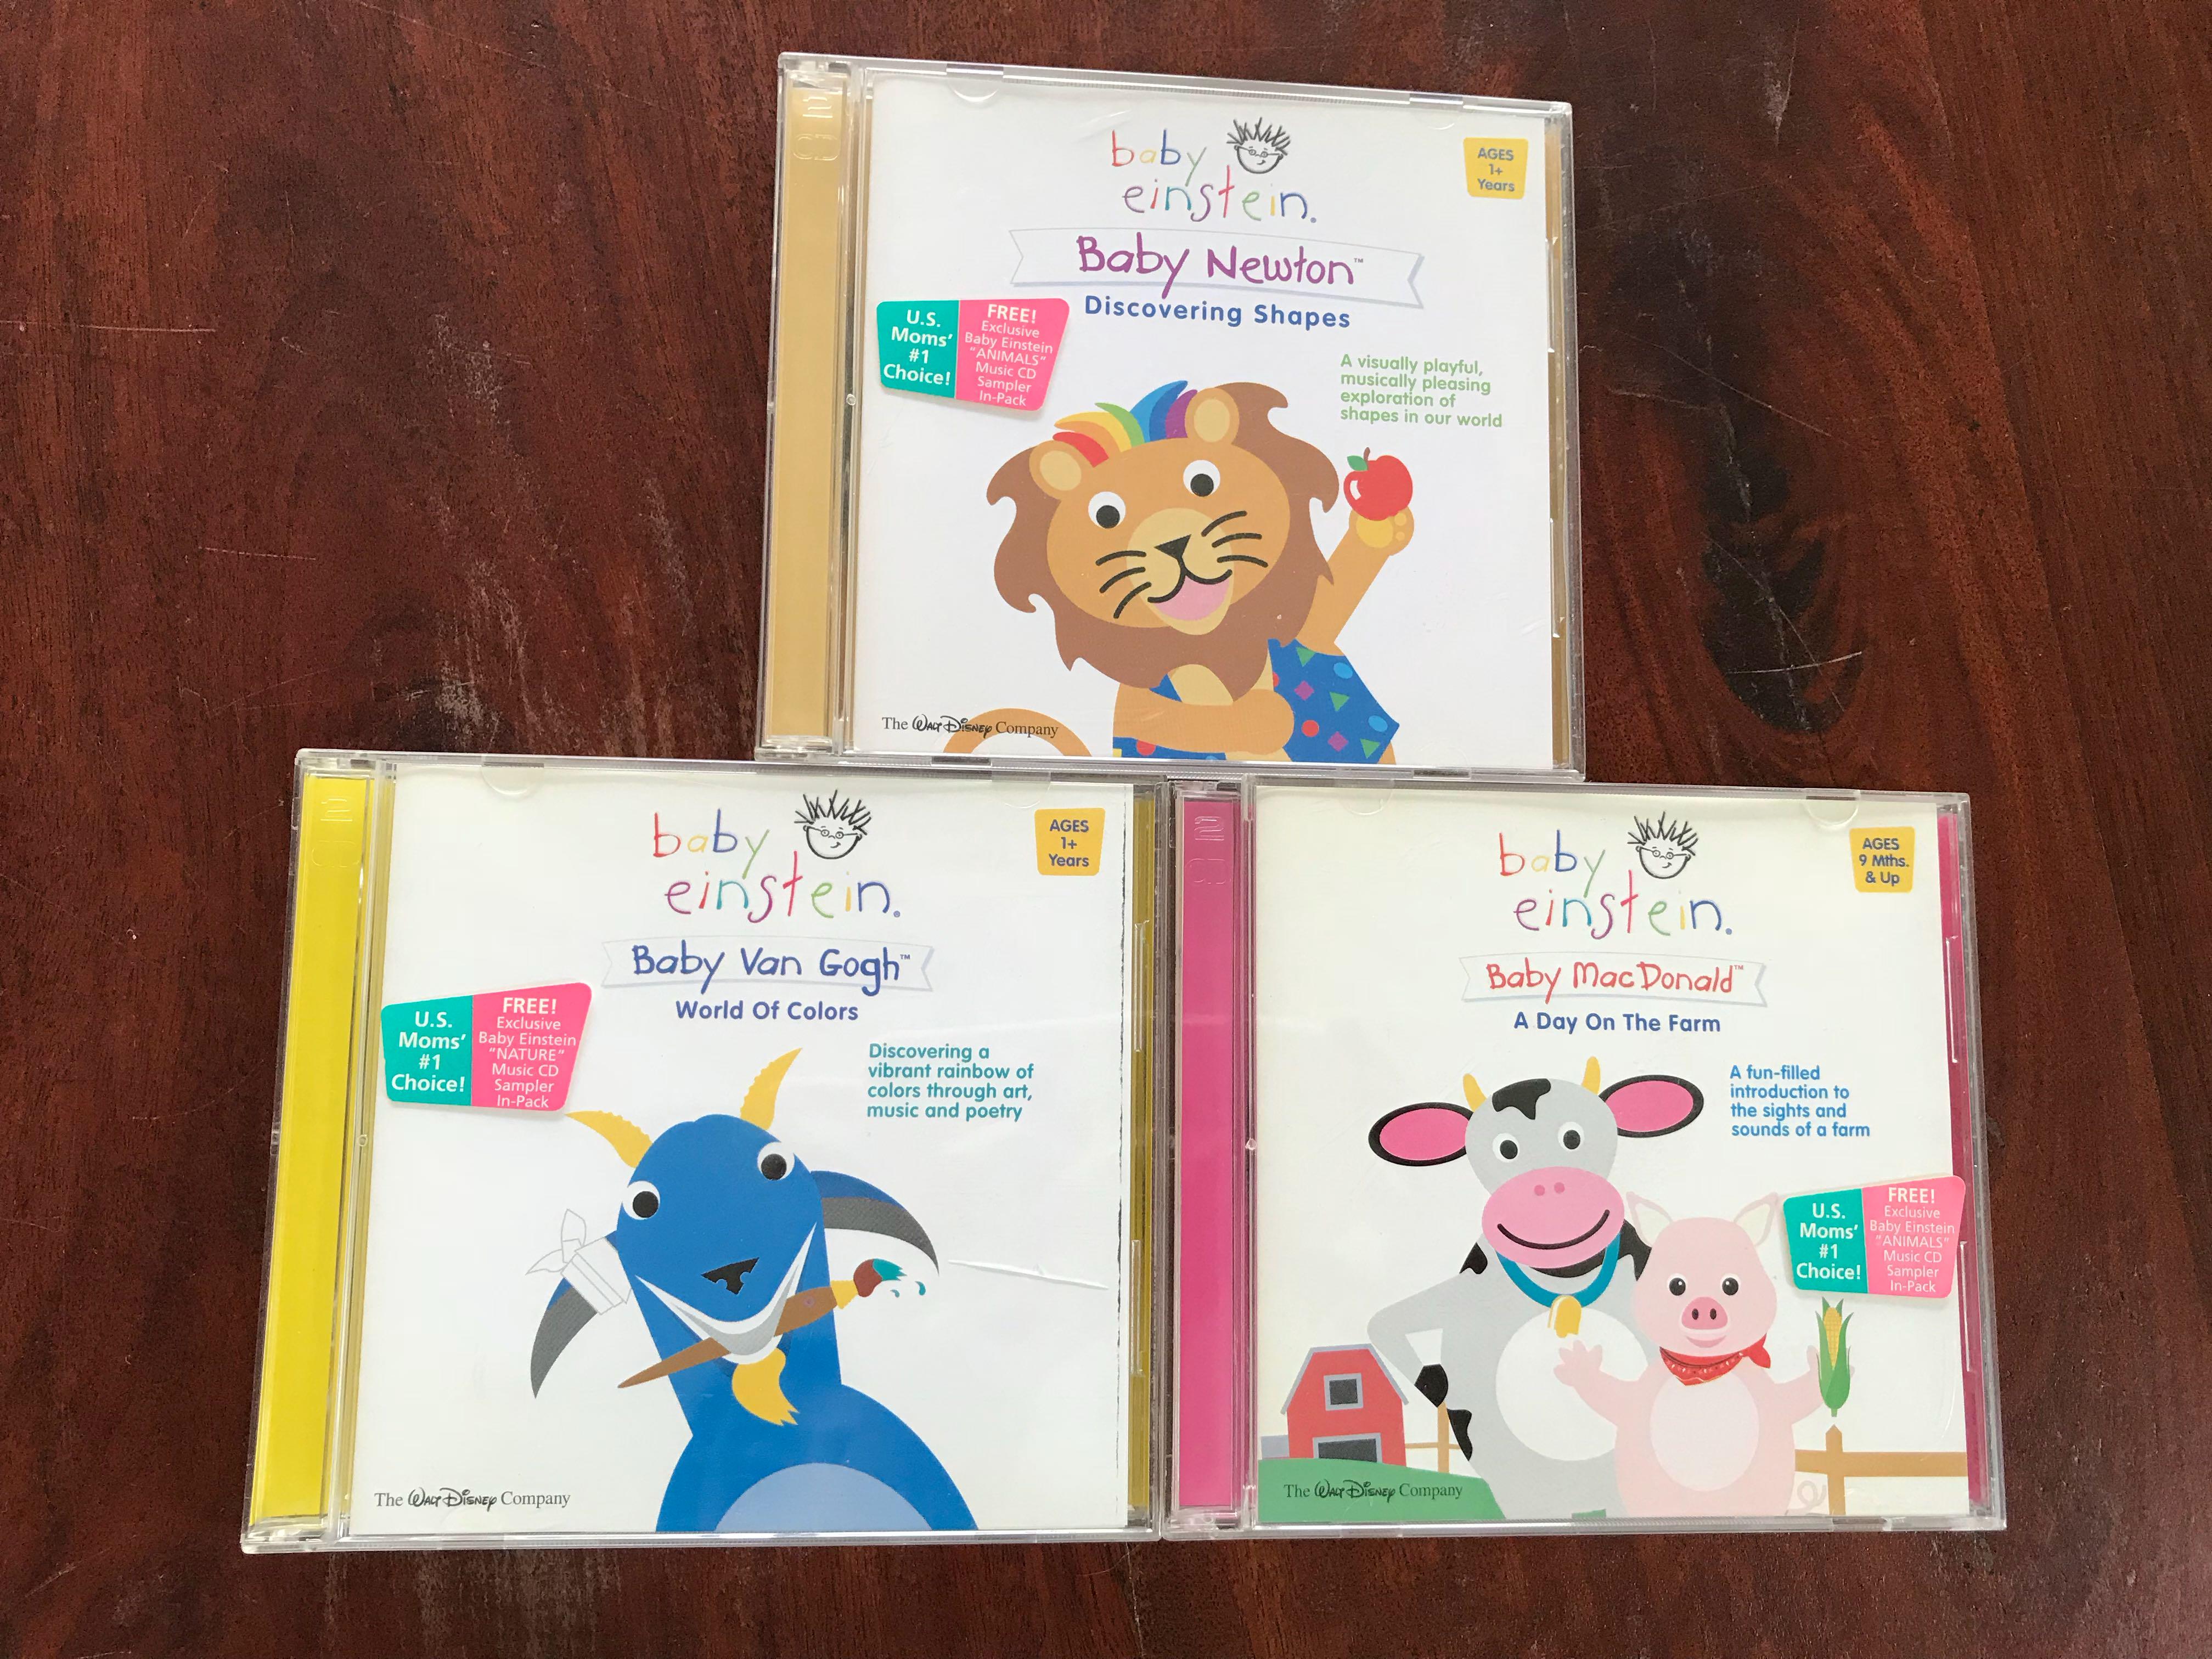 baby
einstein.
Baby Newton™
Discovering Shapes
AGES
1+
Years
U.S.
Moms'
#1
Choice!
FREE!
Exclusive
Baby Einstein
"ANIMALS"
Music CD
Sampler
In-Pack
A visually playful,
musically pleasing
exploration of
shapes in our world
The Walt Disney Company
baby
einstein.
Baby Van Gogh™
World Of Colors
AGES
1+
Years
U.S.
Moms'
#1
Choice!
FREE!
Exclusive
Baby Einstein
"NATURE"
Music CD
Sampler
In-Pack
Discovering a
vibrant rainbow of
colors through art,
music and poetry
The Walt Disney Company
baby
einstein.
Baby MacDonald™
A Day On The Farm
AGES
9 Mths.
& Up
A fun-filled
introduction to
the sights and
sounds of a farm
U.S.
Moms'
#1
Choice!
FREE!
Exclusive
Baby Einstein
"ANIMALS"
Music CD
Sampler
In-Pack
The Walt Disney Company